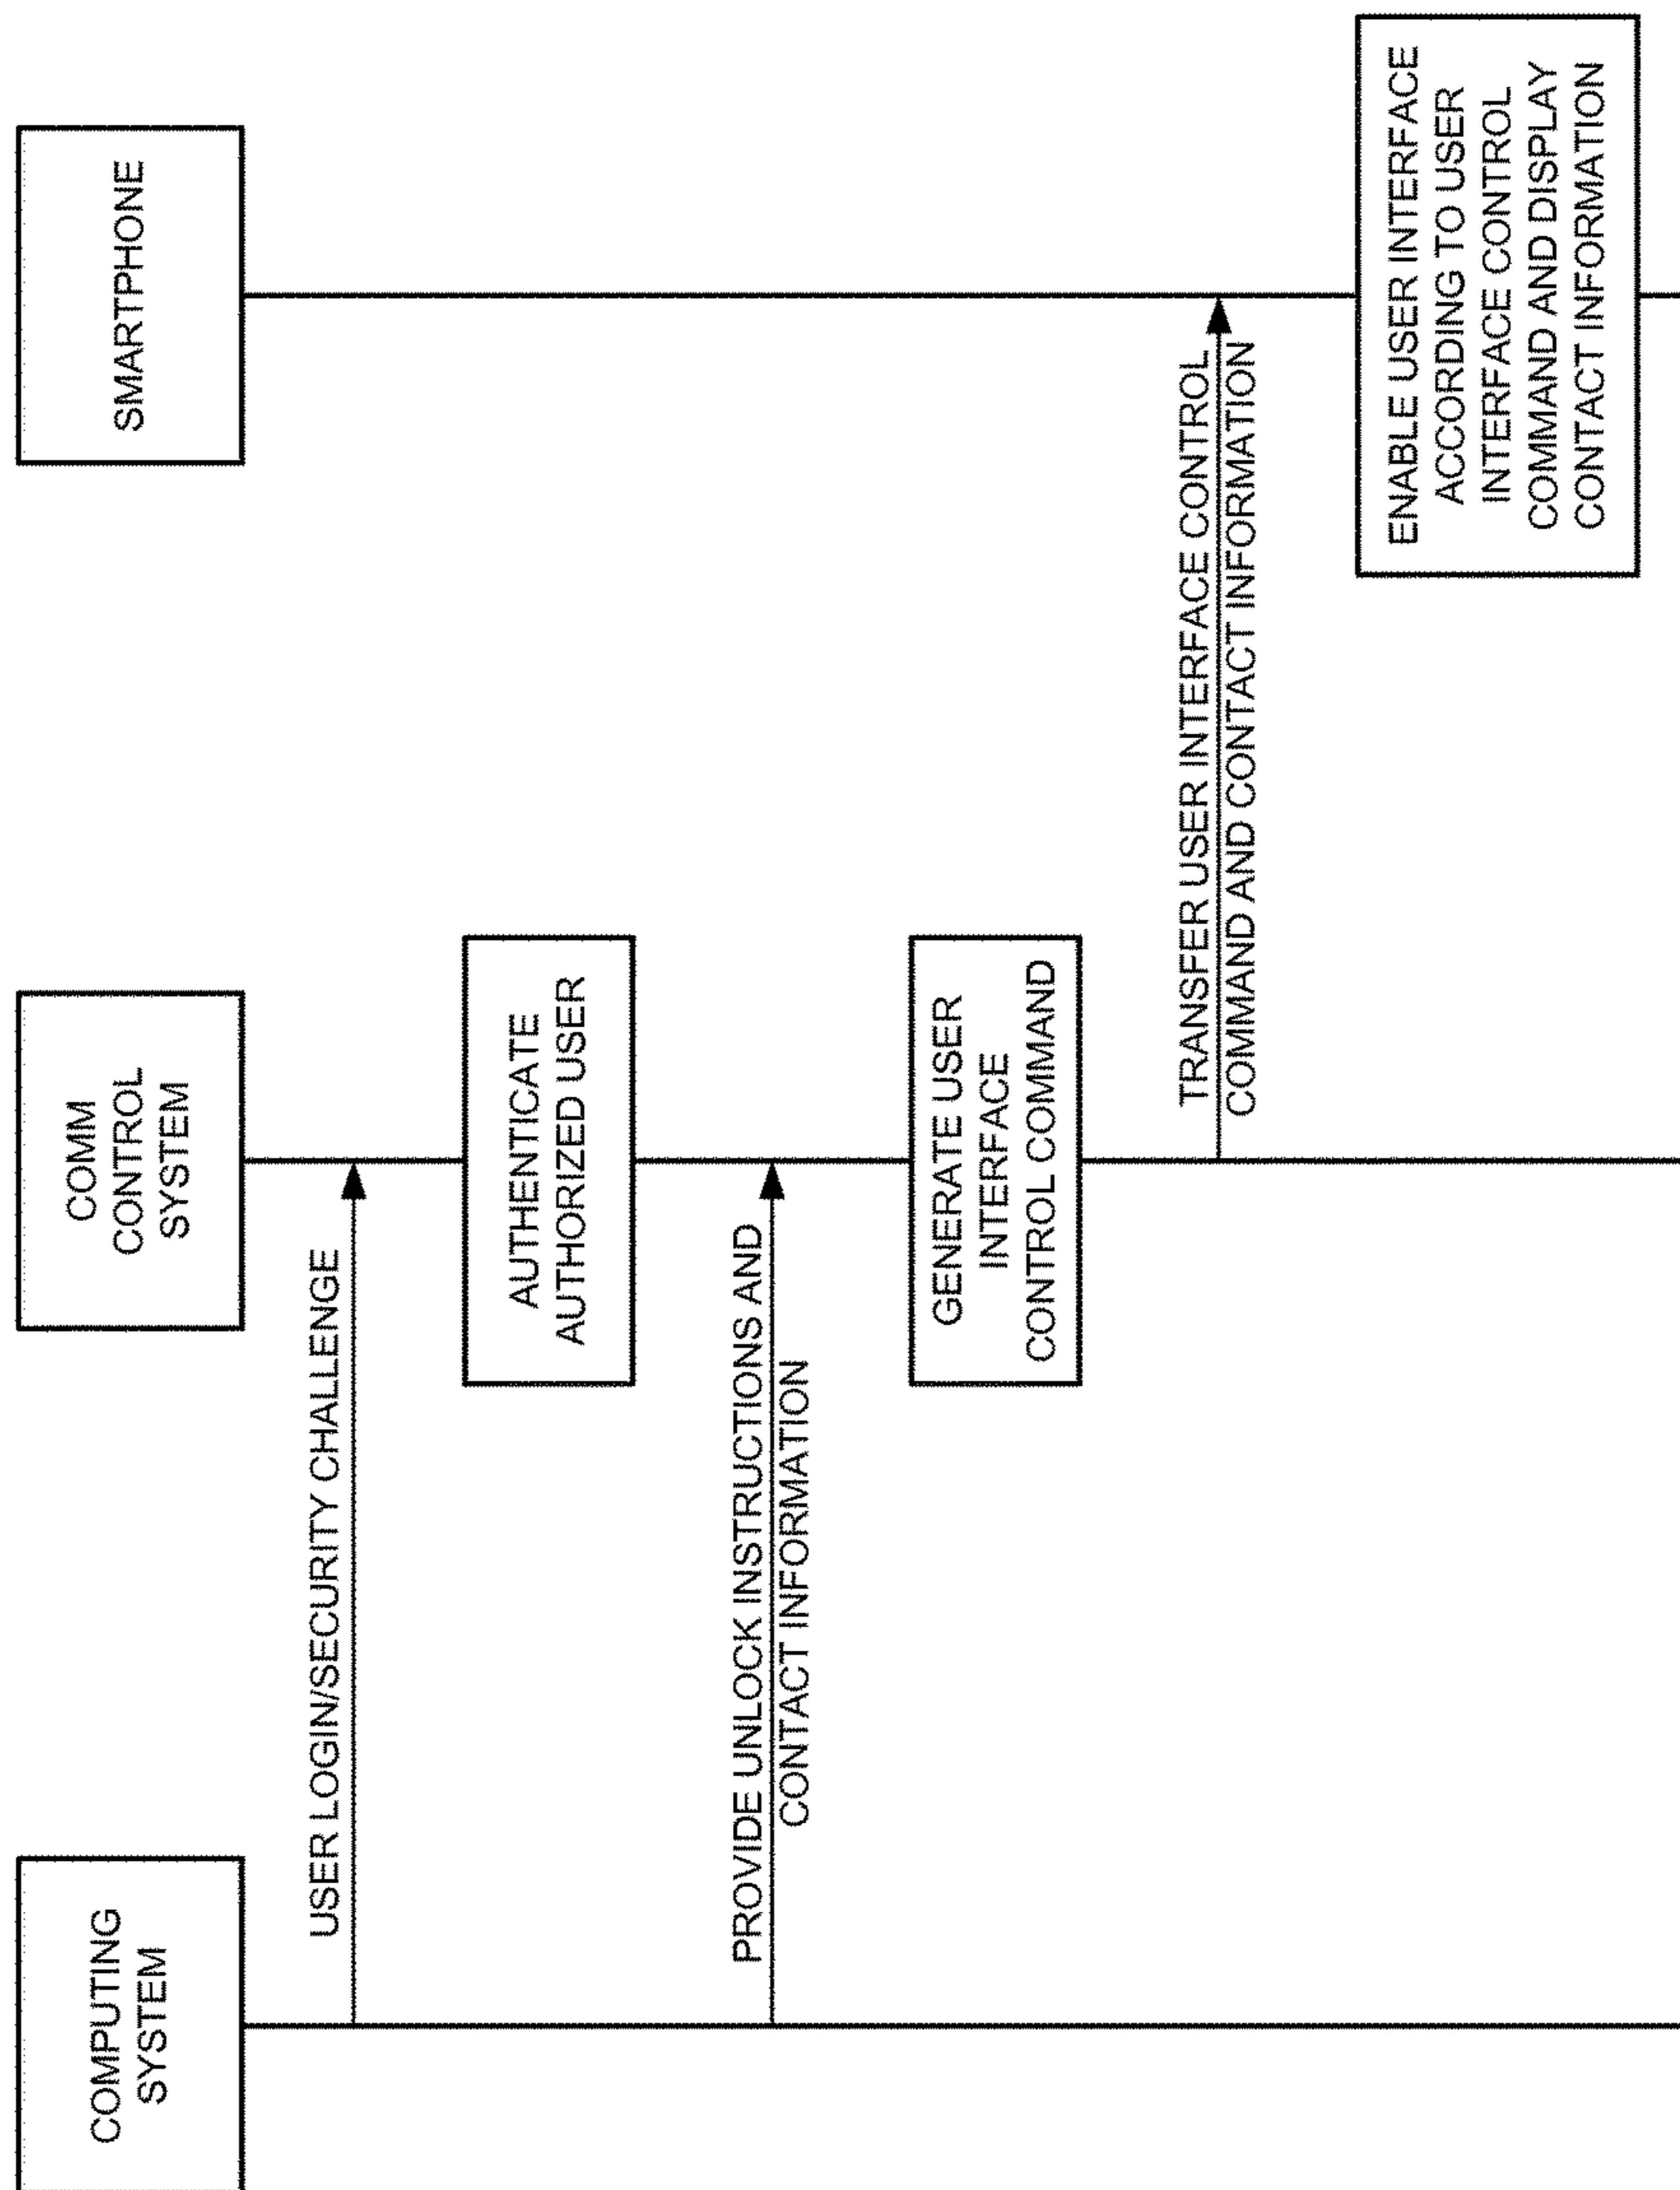 COMPUTING
SYSTEM
COMM
CONTROL
SYSTEM
SMARTPHONE
USER LOGIN/SECURITY CHALLENGE
AUTHENTICATE
AUTHORIZED USER
PROVIDE UNLOCK INSTRUCTIONS AND
CONTACT INFORMATION
GENERATE USER
INTERFACE
CONTROL COMMAND
TRANSFER USER INTERFACE CONTROL
COMMAND AND CONTACT INFORMATION
ENABLE USER INTERFACE
ACCORDING TO USER
INTERFACE CONTROL
COMMAND AND DISPLAY
CONTACT INFORMATION